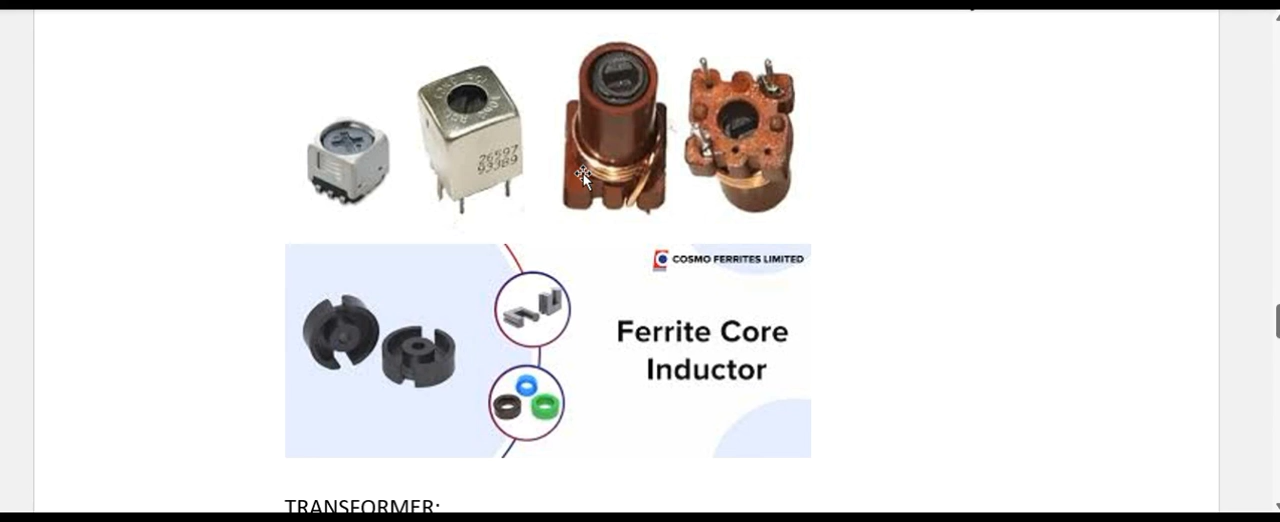 26597
93389
COSMO FERRITES LIMITED
Ferrite Core
Inductor
TRANSFORMER: